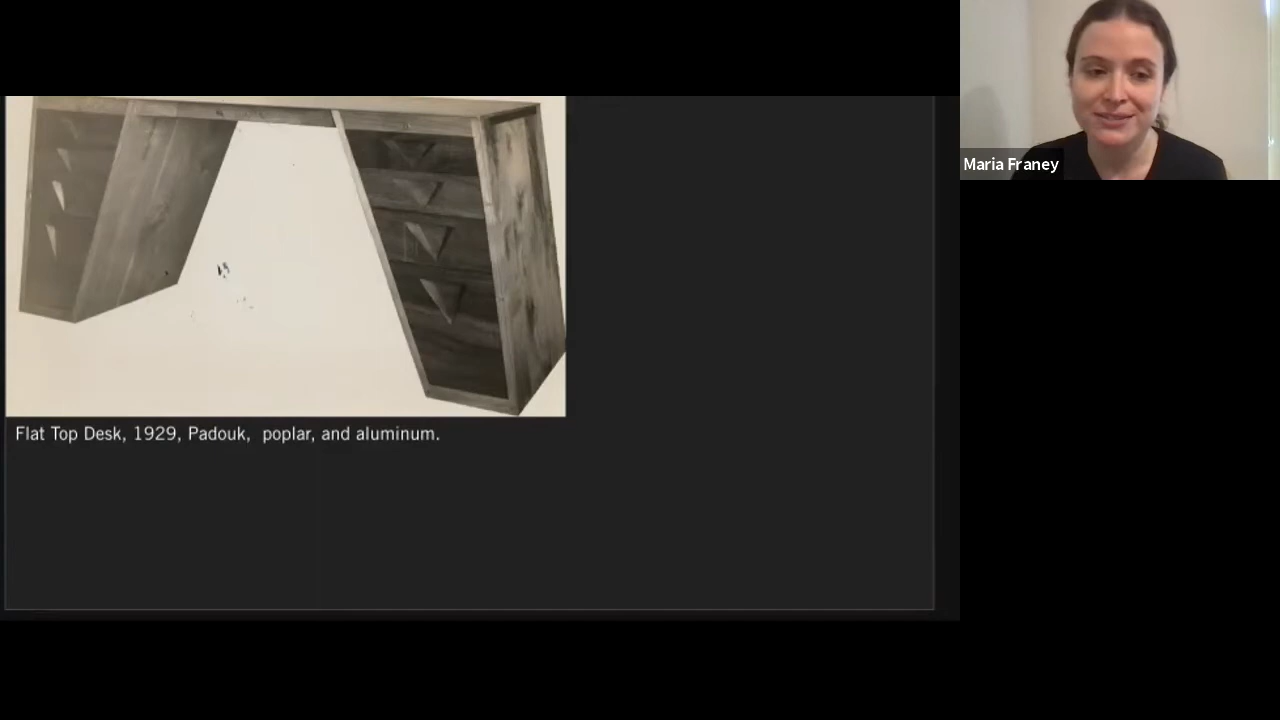 Maria Franey
Flat Top Desk, 1929, Padouk, poplar, and aluminum.